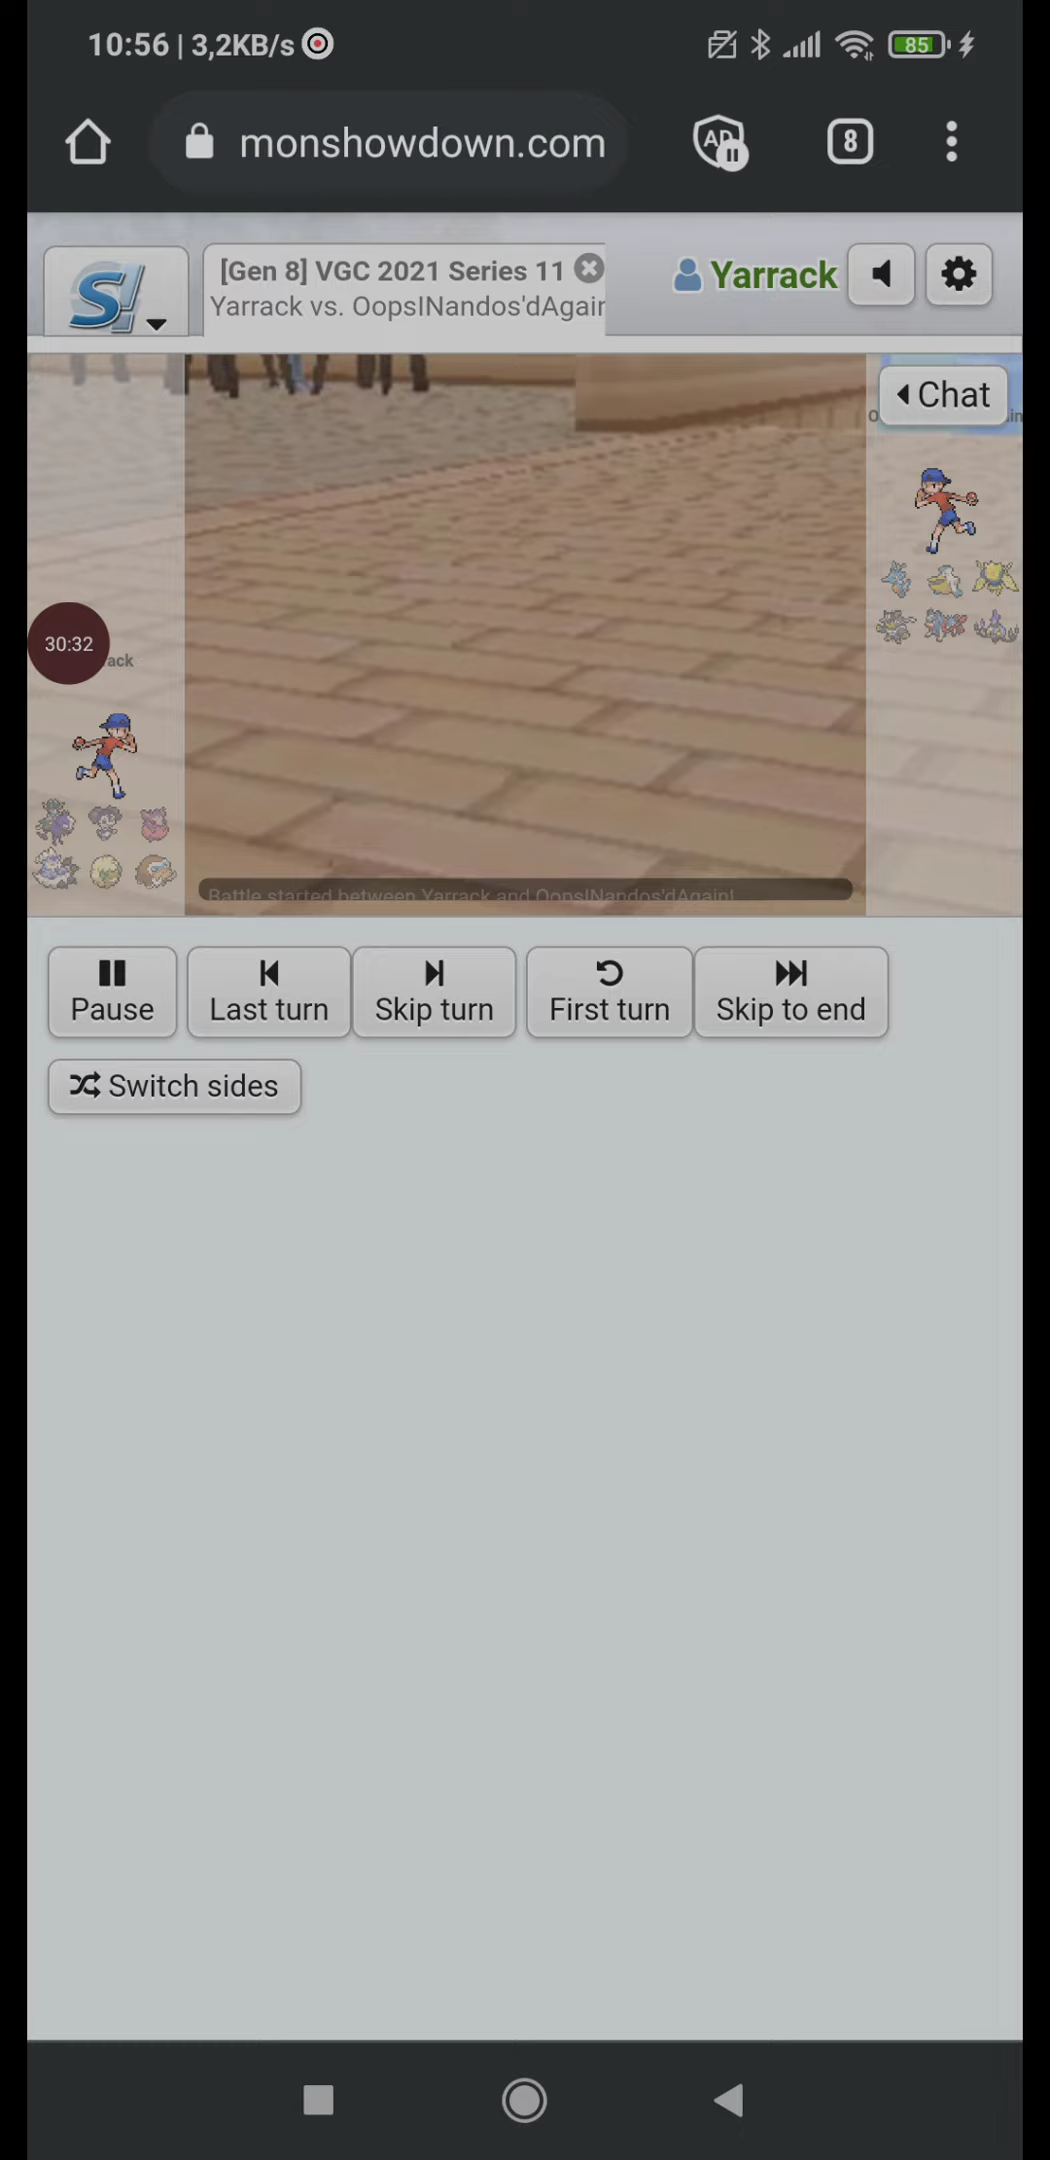 10:56 | 3,2KB/s
85
monshowdown.com
AD
8
S!
[Gen 8] VGC 2021 Series 11
Yarrack vs. OopsINandos'dAgain
Yarrack
Chat
30:32
ack
Battle started between Yarrack and OopsINandos'dAgain!
Pause
Last turn
Skip turn
First turn
Skip to end
Switch sides